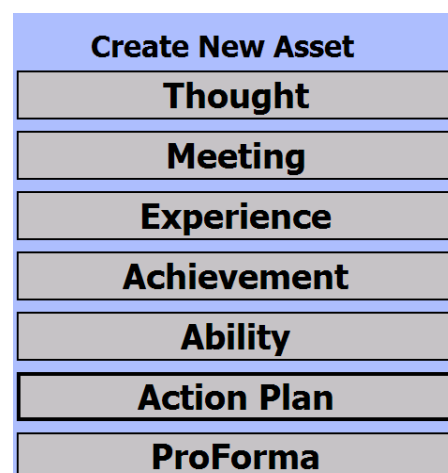 Create New Asset
Thought
Meeting
Experience
Achievement
Ability
Action Plan
ProForma